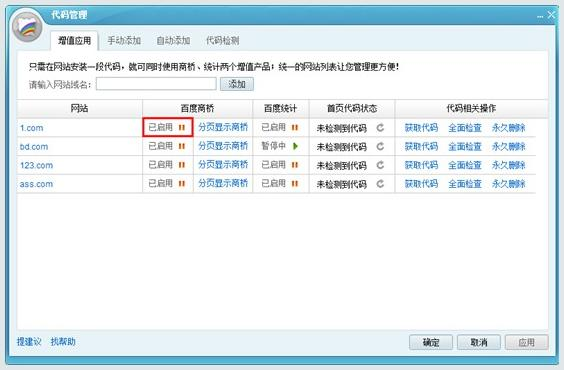 代码管理
增值应用 手动添加 自动添加 代码检测
只需在网站安装一段代码，就可同时使用商桥、统计两个增值产品；统一的网站列表让您管理更方便！
请输入网站域名： 添加
网站 百度商桥 百度统计 首页代码状态 代码相关操作
1.com 已启用 分页显示商桥 已启用 未检测到代码 获取代码 全面检查 永久删除
bd.com 已启用 分页显示商桥 暂停中 未检测到代码 获取代码 全面检查 永久删除
123.com 已启用 分页显示商桥 已启用 未检测到代码 获取代码 全面检查 永久删除
ass.com 已启用 分页显示商桥 已启用 未检测到代码 获取代码 全面检查 永久删除
提建议 找帮助 确定 取消 应用